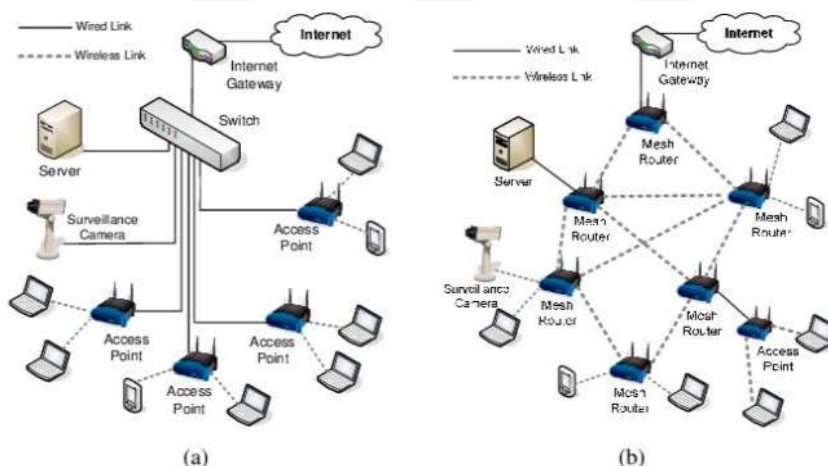 Wired Link
Wireless Link
Internet
Internet
Gateway
Switch
Server
Surveillance
Camera
Access
Point
Access
Point
Access
Point
Access
Point
(a)
Wired Link
Wireless Link
Internet
Internet
Gateway
Mesh
Router
Server
Mesh
Router
Mesh
Router
Surveillance
Camera
Mesh
Router
Mesh
Router
Access
Point
Mesh
Router
(b)